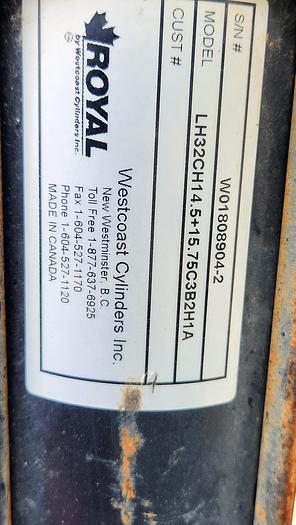 S/N # W01808904-2
MODEL LH32CH14.5+15.75C3B2H1A
CUST #
ROYAL
by Westcoast Cylinders Inc.
Westcoast Cylinders Inc.
New Westminster, B.C.
Toll Free 1-877-637-6925
Fax 1-604-527-1170
Phone 1-604-527-1120
MADE IN CANADA